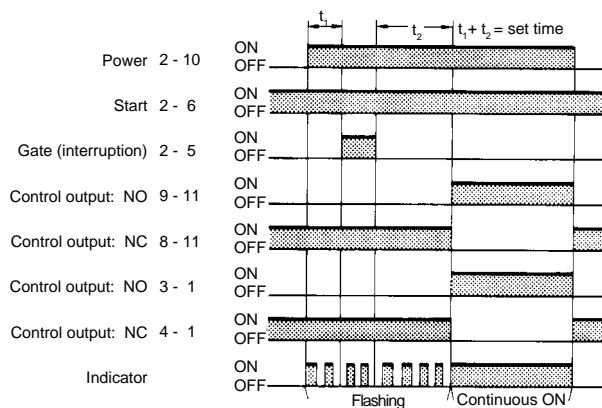 t1 t2 t1 + t2 = set time
Power 2 - 10 ON OFF
Start 2 - 6 ON OFF
Gate (interruption) 2 - 5 ON OFF
Control output: NO 9 - 11 ON OFF
Control output: NC 8 - 11 ON OFF
Control output: NO 3 - 1 ON OFF
Control output: NC 4 - 1 ON OFF
Indicator ON OFF
Flashing Continuous ON